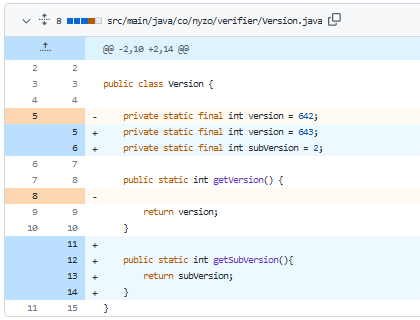 8 src/main/java/co/nyzo/verifier/Version.java
@@ -2,10 +2,14 @@
2 2
3 3 public class Version {
4 4
5 - private static final int version = 642;
5 + private static final int version = 643;
6 + private static final int subVersion = 2;
6 7
7 8 public static int getVersion() {
8 -
9 9 return version;
10 10 }
11 +
12 + public static int getSubVersion(){
13 + return subVersion;
14 + }
11 15 }